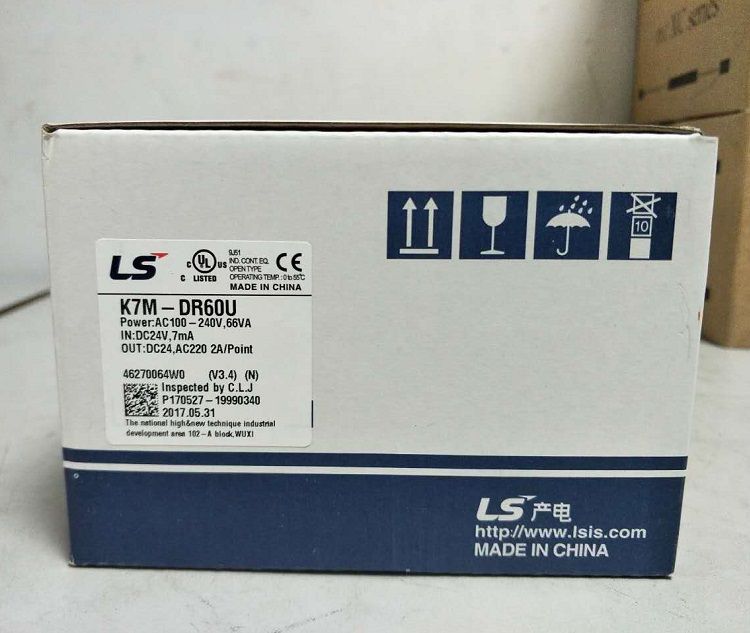 series
10
LS
c UL us
C LISTED
9J51
IND. CONT. EQ.
OPEN TYPE
OPERATING TEMP. : 0 to 55℃
CE
MADE IN CHINA
K7M-DR60U
Power:AC100-240V,66VA
IN:DC24V,7mA
OUT:DC24,AC220 2A/Point
46270064W0 (V3.4) (N)
Inspected by C.L.J
P170527-19990340
2017.05.31
The national high&new technique industrial
development area 102-A block,WUXI
LS 产电
http://www.lsis.com
MADE IN CHINA